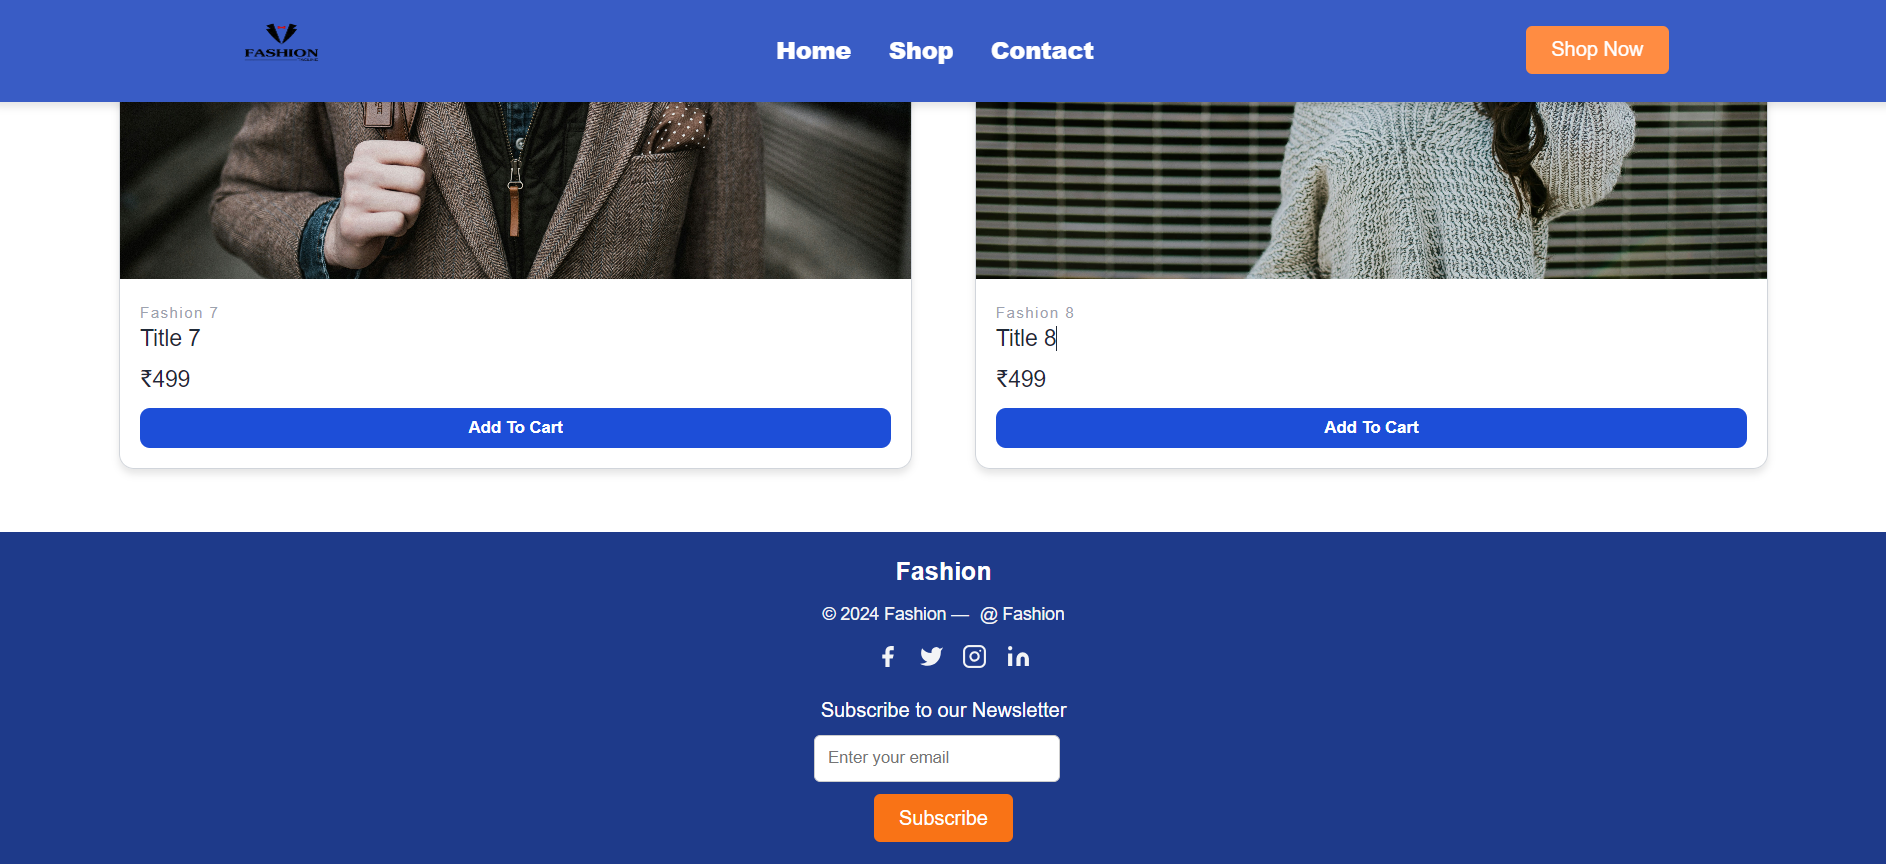 FASHION
Home Shop Contact
Shop Now
Fashion 7
Title 7
₹499
Add To Cart
Fashion 8
Title 8
₹499
Add To Cart
Fashion
© 2024 Fashion — @ Fashion
Subscribe to our Newsletter
Enter your email
Subscribe